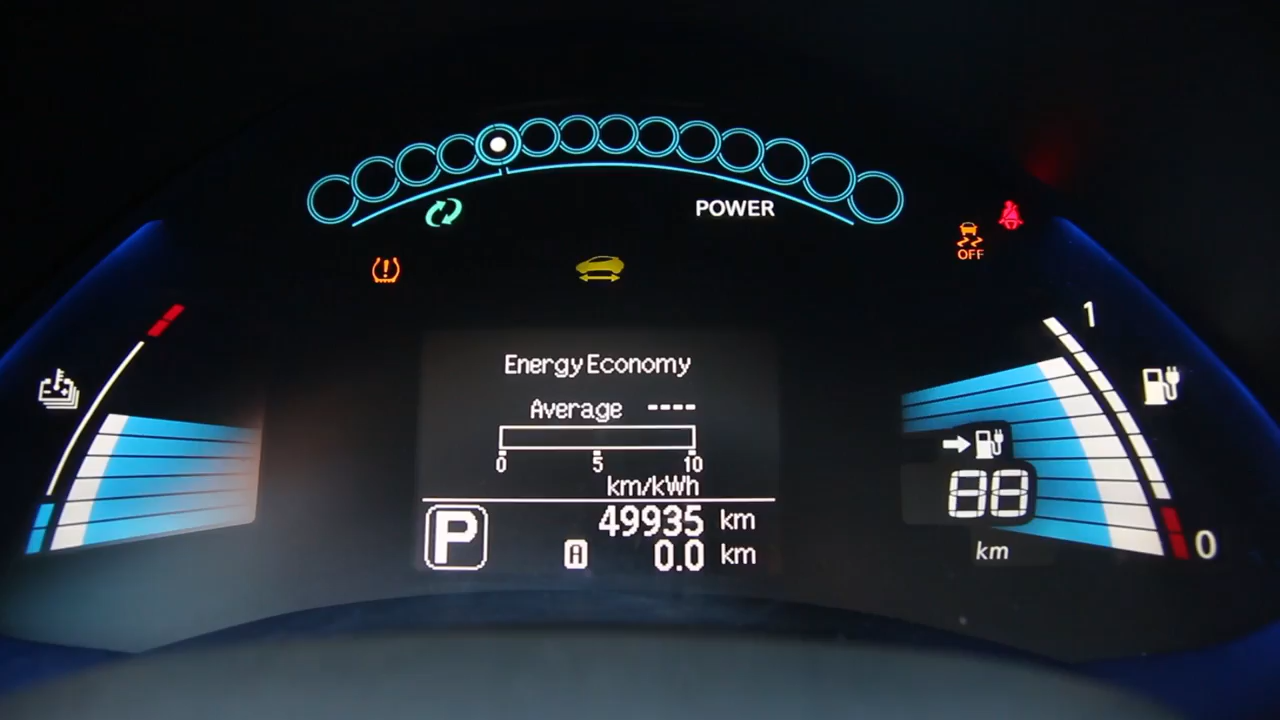 POWER
OFF
Energy Economy
Average ----
0 5 10
km/kWh
P
49935 km
A 0.0 km
1
88
km
0